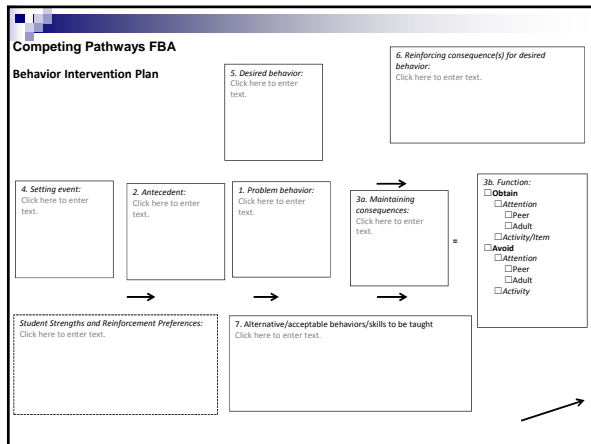 Competing Pathways FBA
Behavior Intervention Plan
5. Desired behavior:
Click here to enter
text.
6. Reinforcing consequence(s) for desired
behavior:
Click here to enter text.
4. Setting event:
Click here to enter
text.
2. Antecedent:
Click here to enter
text.
1. Problem behavior:
Click here to enter
text.
3a. Maintaining
consequences:
Click here to enter
text.
=
3b. Function:
☐Obtain
☐Attention
☐Peer
☐Adult
☐Activity/Item
☐Avoid
☐Attention
☐Peer
☐Adult
☐Activity
Student Strengths and Reinforcement Preferences:
Click here to enter text.
7. Alternative/acceptable behaviors/skills to be taught
Click here to enter text.